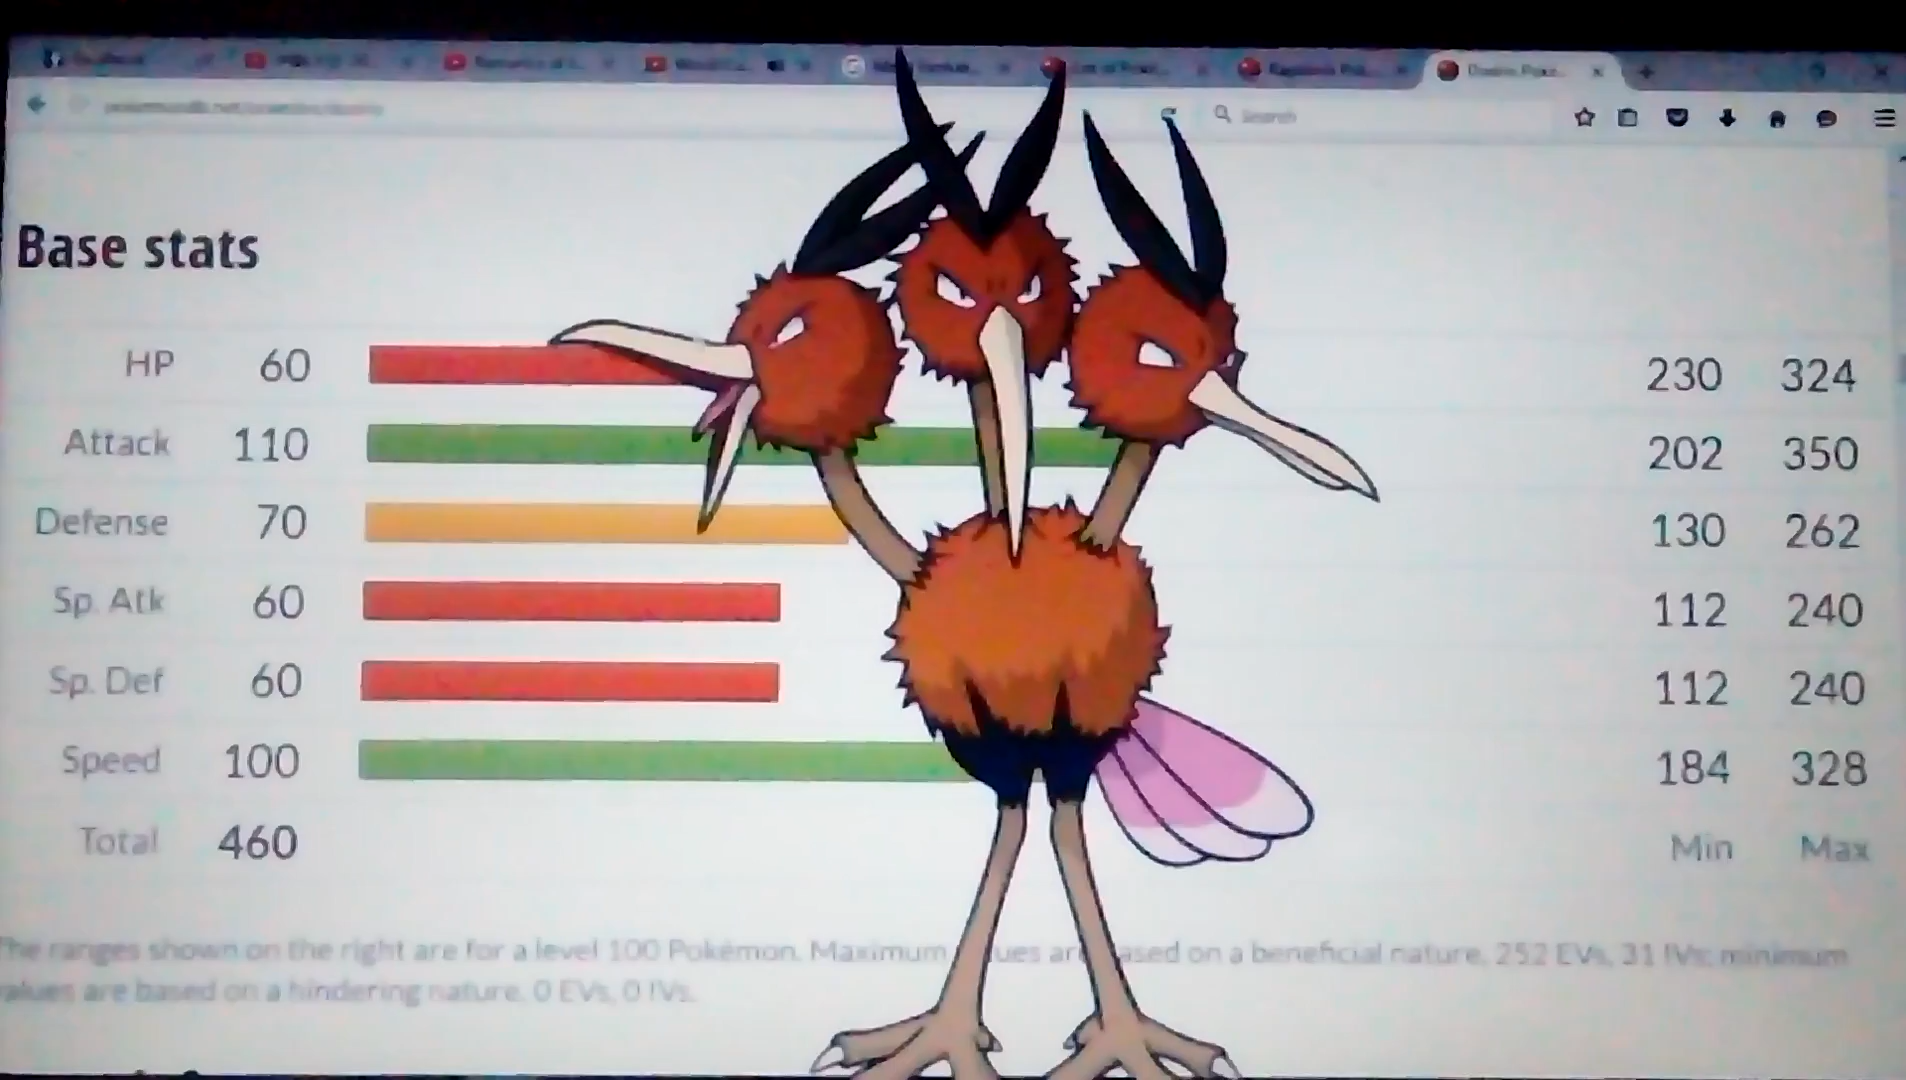 Search
Base stats
HP 60 230 324
Attack 110 202 350
Defense 70 130 262
Sp. Atk 60 112 240
Sp. Def 60 112 240
Speed 100 184 328
Total 460 Min Max
The ranges shown on the right are for a level 100 Pokémon. Maximum are based on a beneficial nature, 252 EVs, 31 IVs; minimum
values are based on a hindering nature, 0 EVs, 0 IVs.